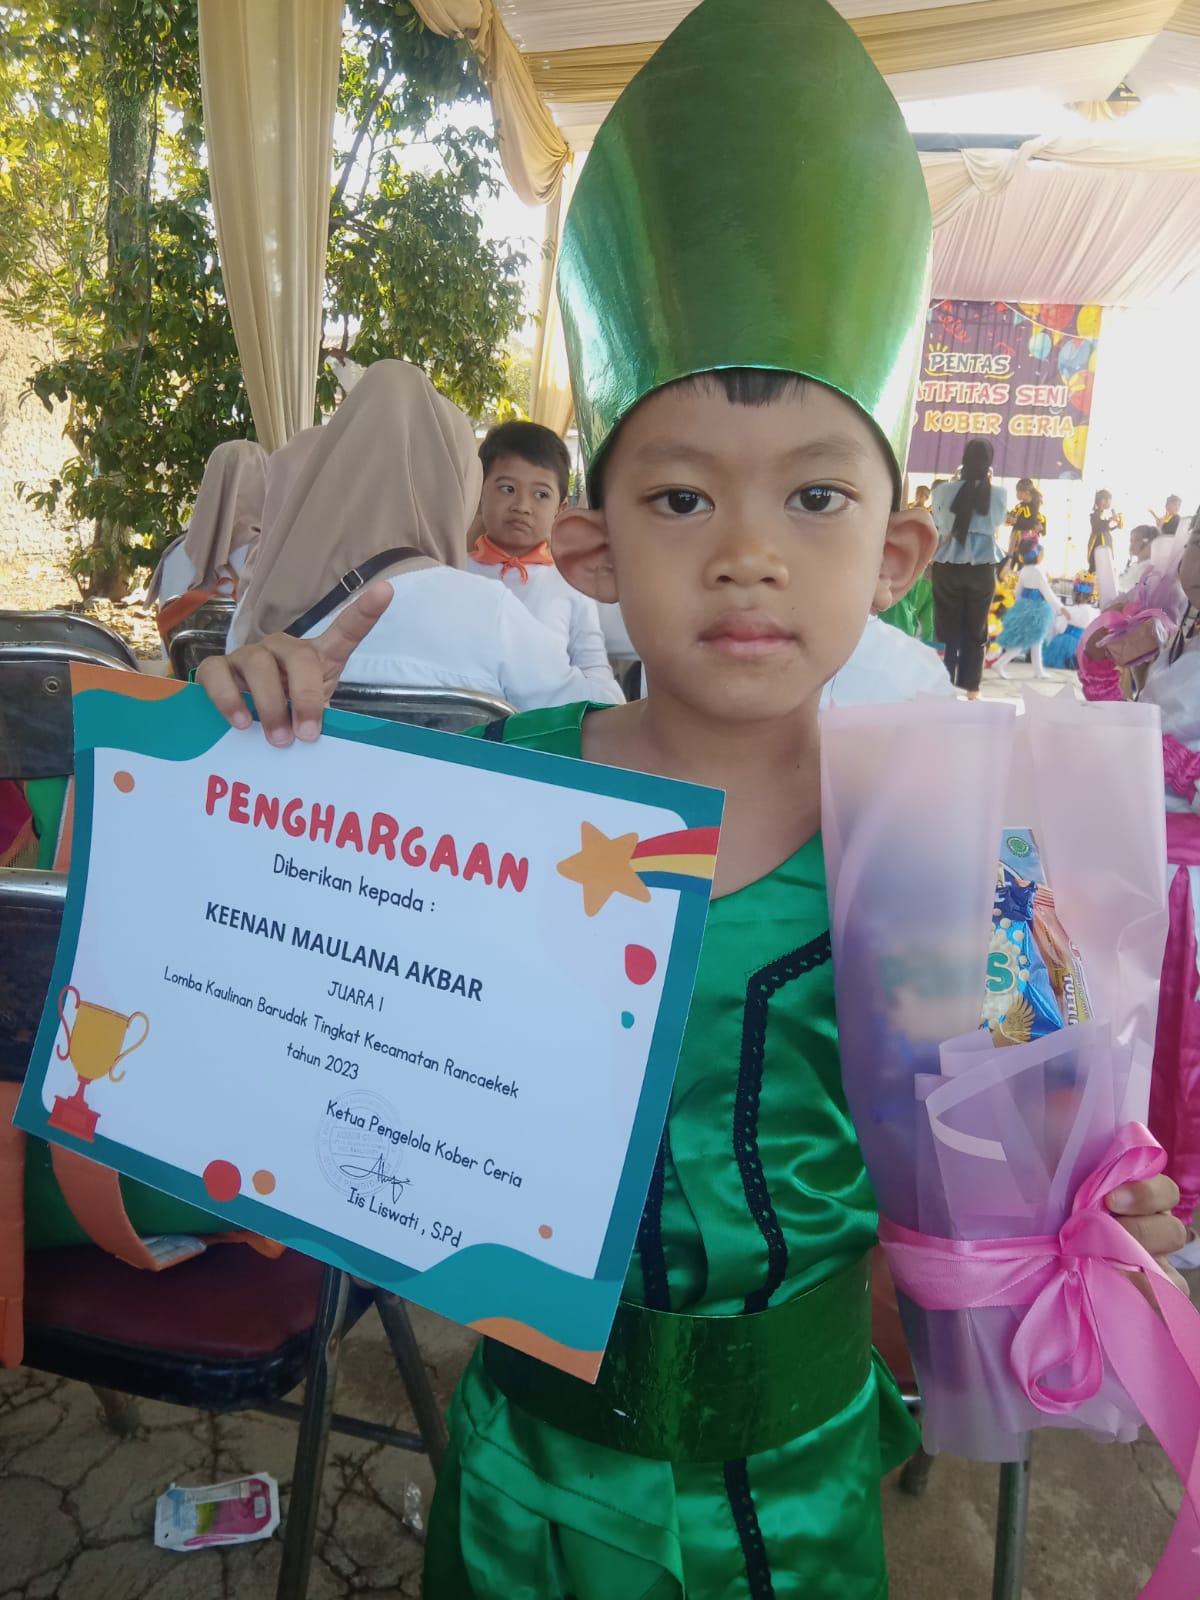 PENTAS
ATIFITAS SENI
KOBER CERIA
PENGHARGAAN
Diberikan kepada :
KEENAN MAULANA AKBAR
JUARA I
Lomba Kaulinan Barudak Tingkat Kecamatan Rancaekek
tahun 2023
Ketua Pengelola Kober Ceria
Iis Liswati , S.Pd